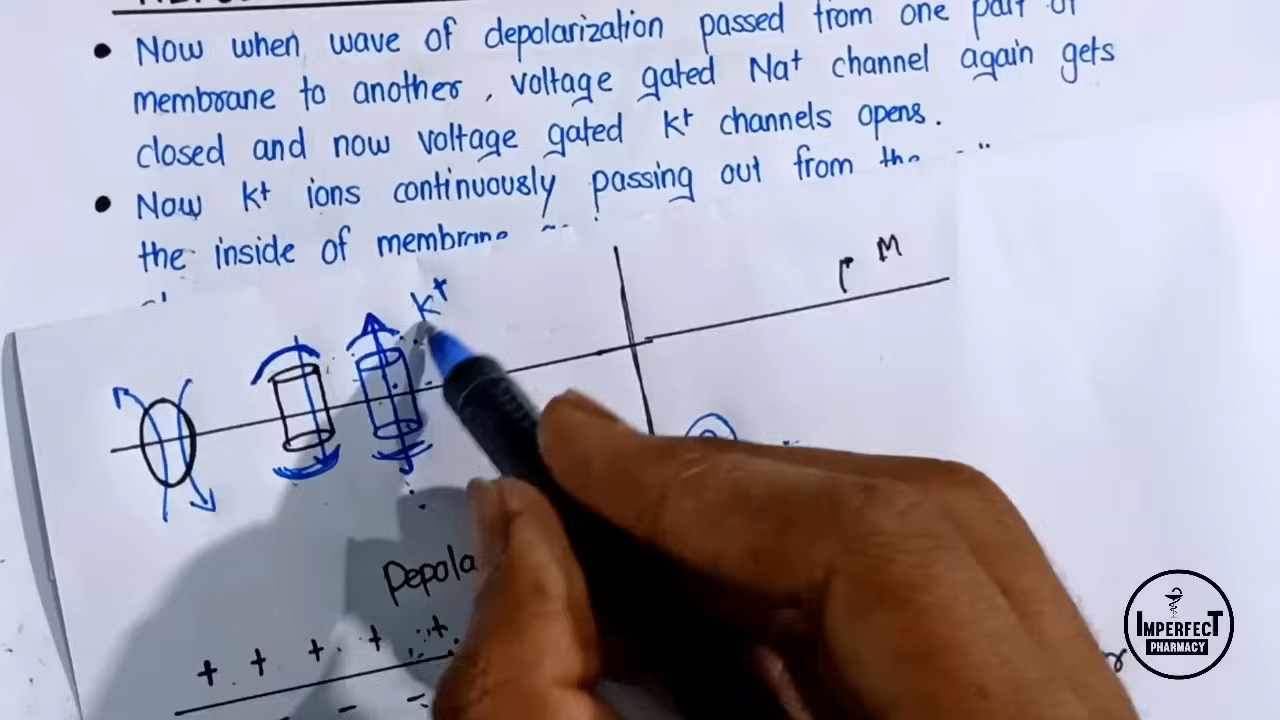 Now when wave of depolarization passed from one part of
membrane to another, voltage gated Na+ channel again gets
closed and now voltage gated K+ channels opens.
Now K+ ions continuously passing out from the
the inside of membrane
M
K+
+ + + +
- - -
IMPERFECT
PHARMACY